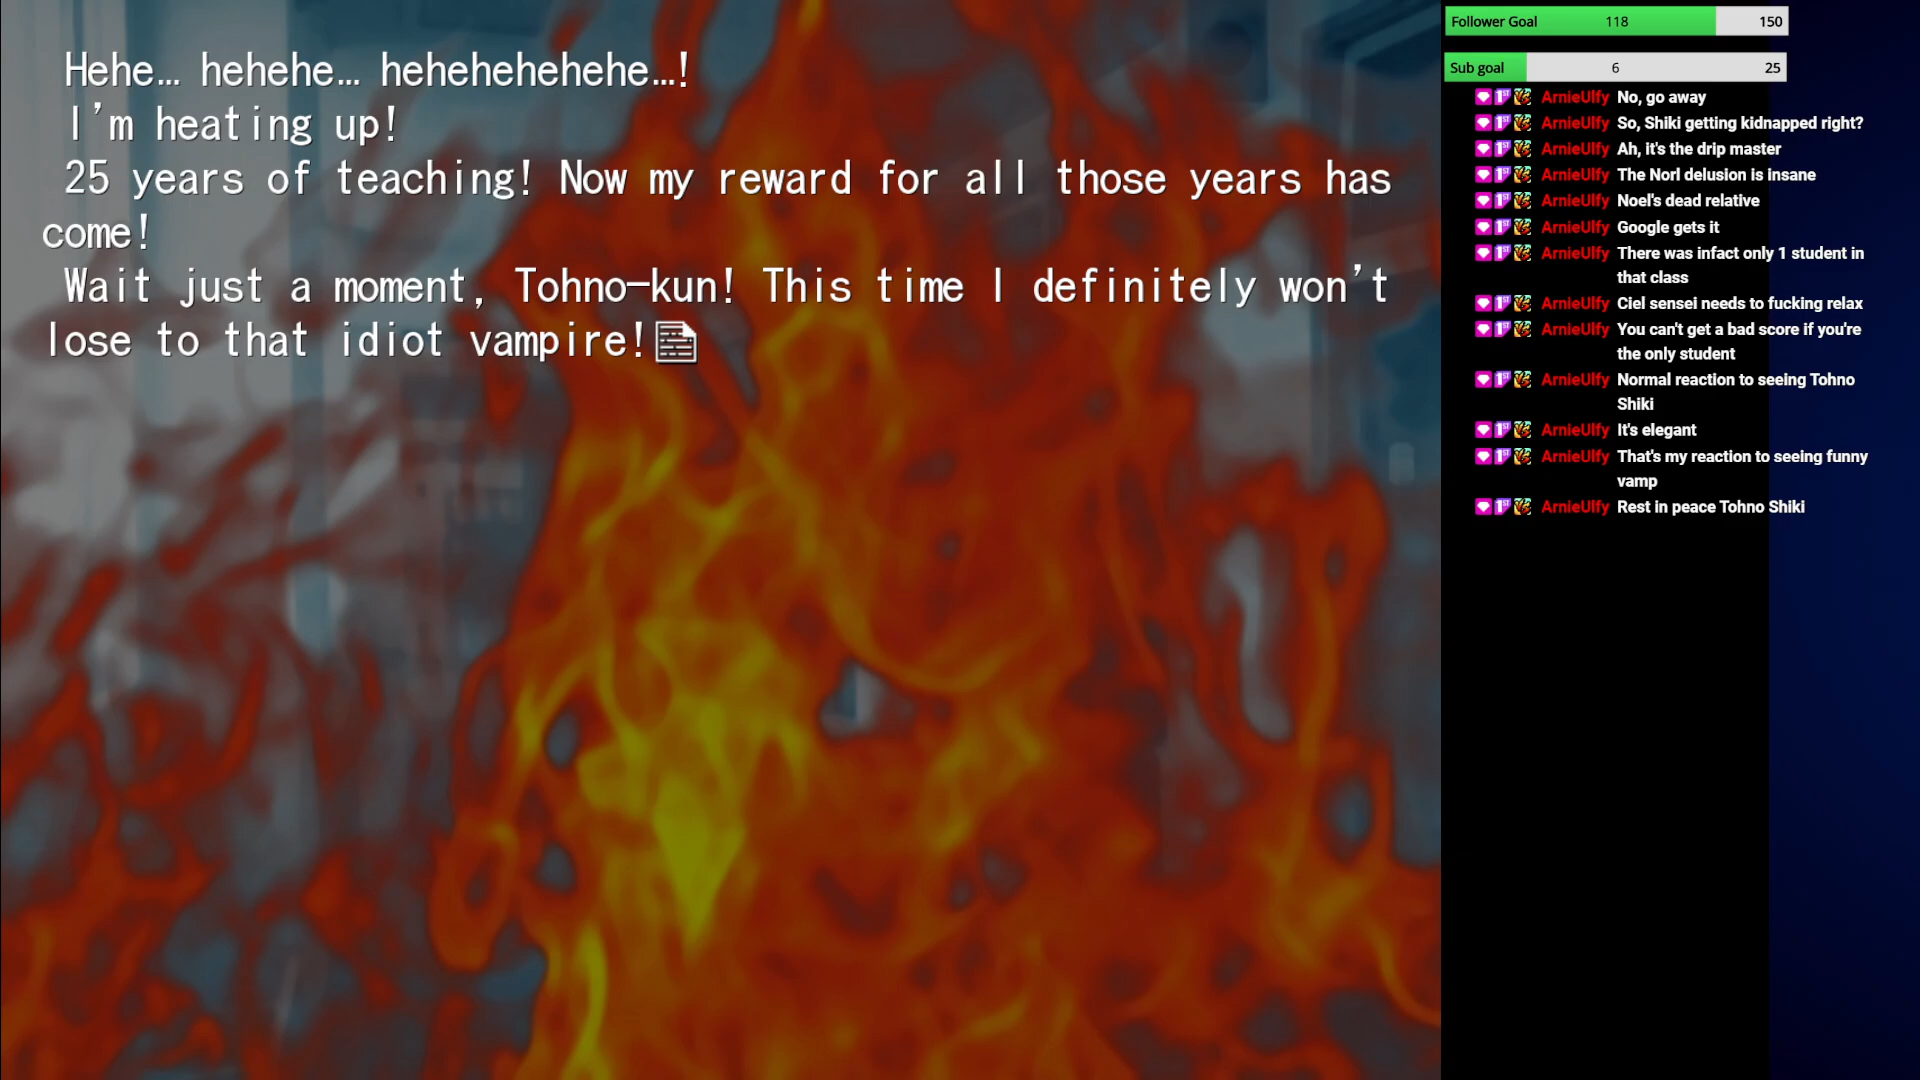 Hehe… hehehe… hehehehehehe…!
I'm heating up!
25 years of teaching! Now my reward for all those years has
come!
Wait just a moment, Tohno-kun! This time I definitely won't
lose to that idiot vampire!
Follower Goal 118 150
Sub goal 6 25
ArnieUlfy No, go away
ArnieUlfy So, Shiki getting kidnapped right?
ArnieUlfy Ah, it's the drip master
ArnieUlfy The Norl delusion is insane
ArnieUlfy Noel's dead relative
ArnieUlfy Google gets it
ArnieUlfy There was infact only 1 student in
that class
ArnieUlfy Ciel sensei needs to fucking relax
ArnieUlfy You can't get a bad score if you're
the only student
ArnieUlfy Normal reaction to seeing Tohno
Shiki
ArnieUlfy It's elegant
ArnieUlfy That's my reaction to seeing funny
vamp
ArnieUlfy Rest in peace Tohno Shiki